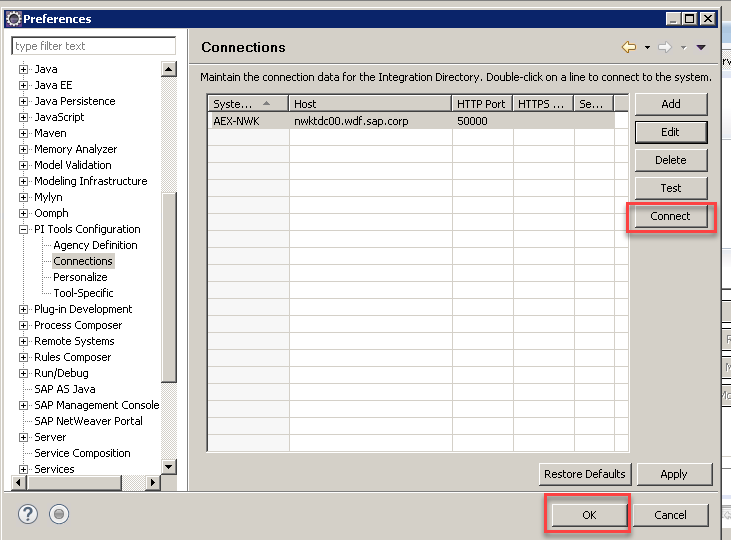 Preferences
type filter text
Java
Java EE
Java Persistence
JavaScript
Maven
Memory Analyzer
Model Validation
Modeling Infrastructure
Mylyn
Oomph
PI Tools Configuration
Agency Definition
Connections
Personalize
Tool-Specific
Plug-in Development
Process Composer
Remote Systems
Rules Composer
Run/Debug
SAP AS Java
SAP Management Console
SAP NetWeaver Portal
Server
Service Composition
Services
Connections
Maintain the connection data for the Integration Directory. Double-click on a line to connect to the system.
Syste... Host HTTP Port HTTPS ... Se...
AEX-NWK nwktdc00.wdf.sap.corp 50000
Add
Edit
Delete
Test
Connect
Restore Defaults Apply
? OK Cancel